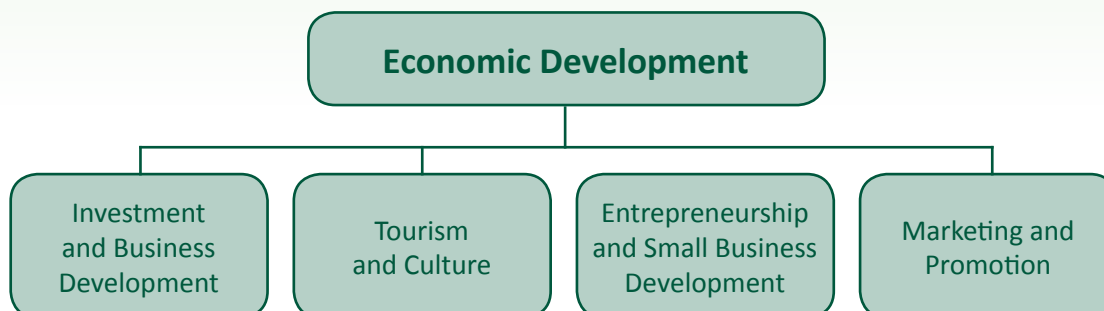 Economic Development
Investment
and Business
Development
Tourism
and Culture
Entrepreneurship
and Small Business
Development
Marketing and
Promotion